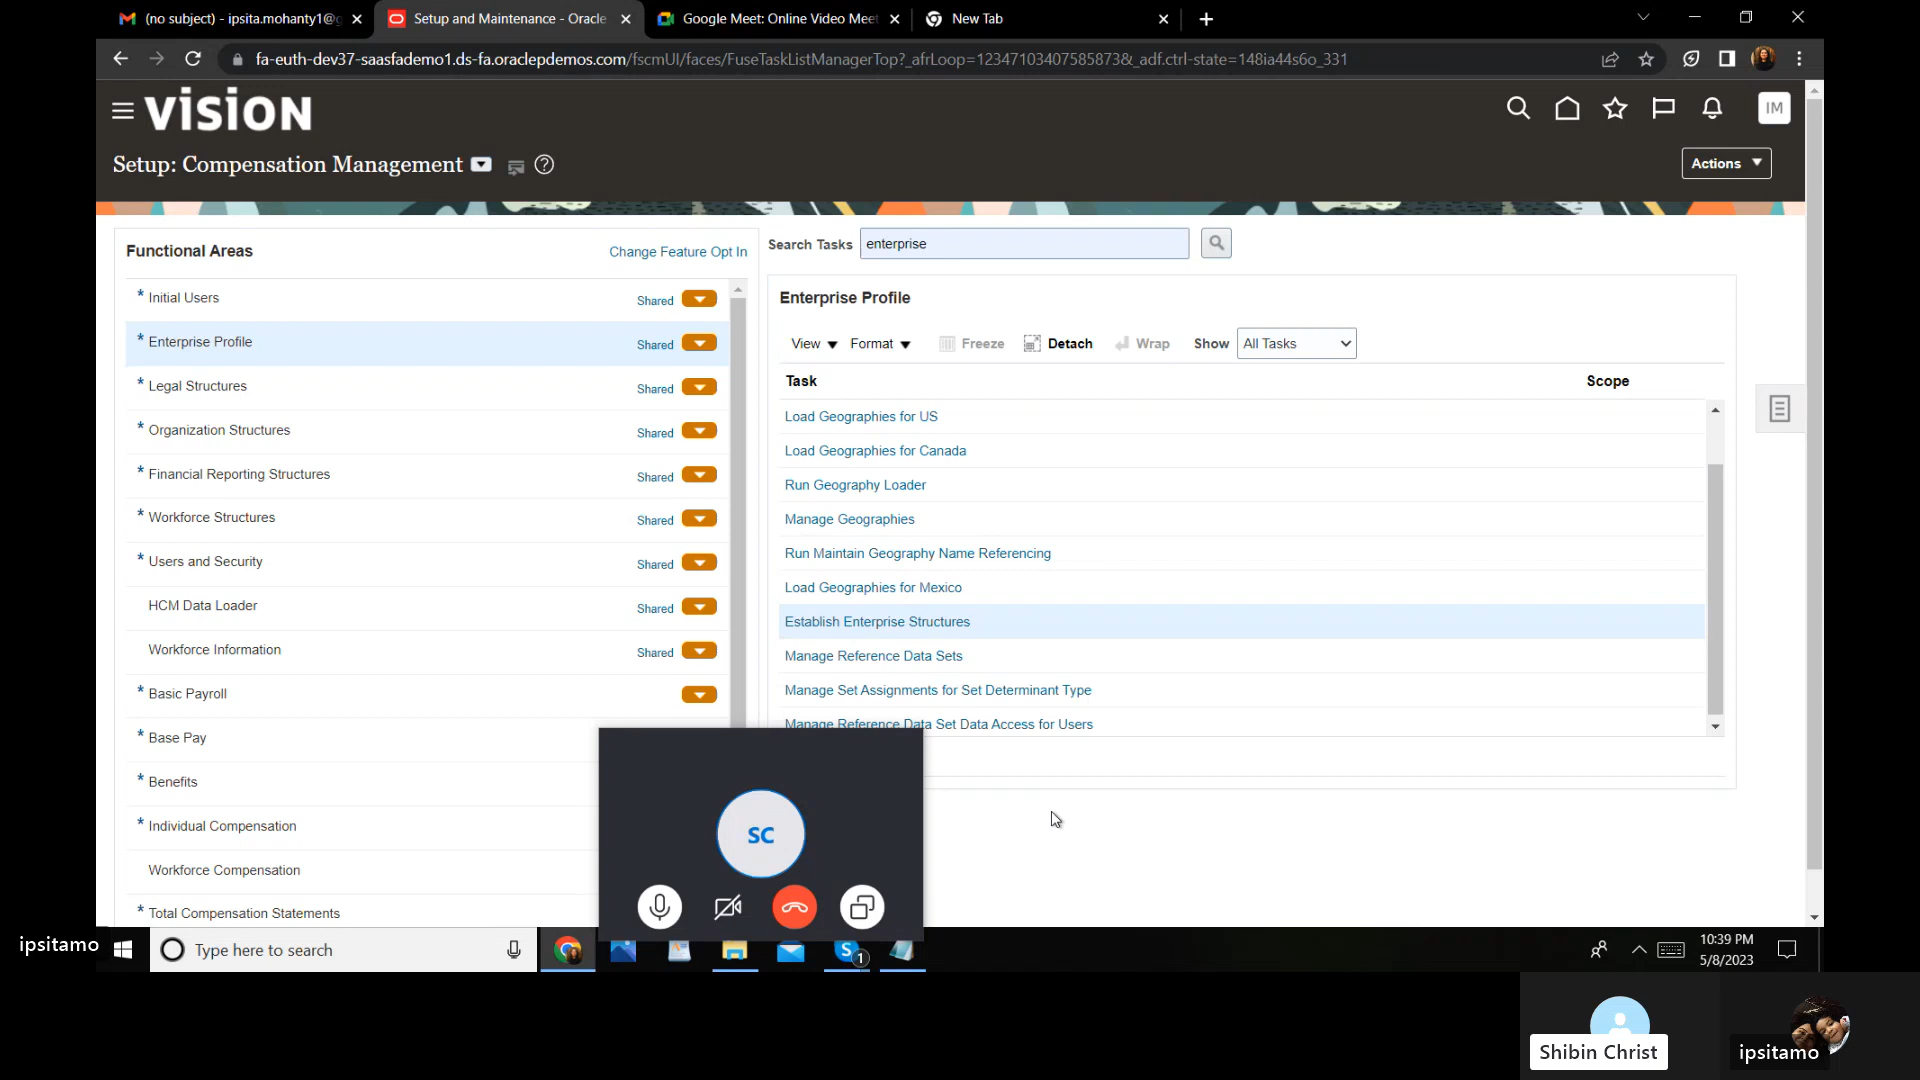 (no subject) - ipsita.mohanty1@g
Setup and Maintenance - Oracle
Google Meet: Online Video Meet
New Tab
fa-euth-dev37-saasfademo1.ds-fa.oraclepdemos.com/fscmUI/faces/FuseTaskListManagerTop?_afrLoop=123471034075858738&_adf.ctrl-state=148ia44s6o_331
VISION
IM
Setup: Compensation Management
Actions
Functional Areas
Change Feature Opt In
Search Tasks enterprise
* Initial Users Shared
* Enterprise Profile Shared
* Legal Structures Shared
* Organization Structures Shared
* Financial Reporting Structures Shared
* Workforce Structures Shared
* Users and Security Shared
HCM Data Loader Shared
Workforce Information Shared
* Basic Payroll
* Base Pay
* Benefits
* Individual Compensation
Workforce Compensation
* Total Compensation Statements
Enterprise Profile
View Format Freeze Detach Wrap Show All Tasks
Task Scope
Load Geographies for US
Load Geographies for Canada
Run Geography Loader
Manage Geographies
Run Maintain Geography Name Referencing
Load Geographies for Mexico
Establish Enterprise Structures
Manage Reference Data Sets
Manage Set Assignments for Set Determinant Type
Manage Reference Data Set Data Access for Users
SC
ipsitamo
Type here to search
S
1
10:39 PM
5/8/2023
Shibin Christ
ipsitamo